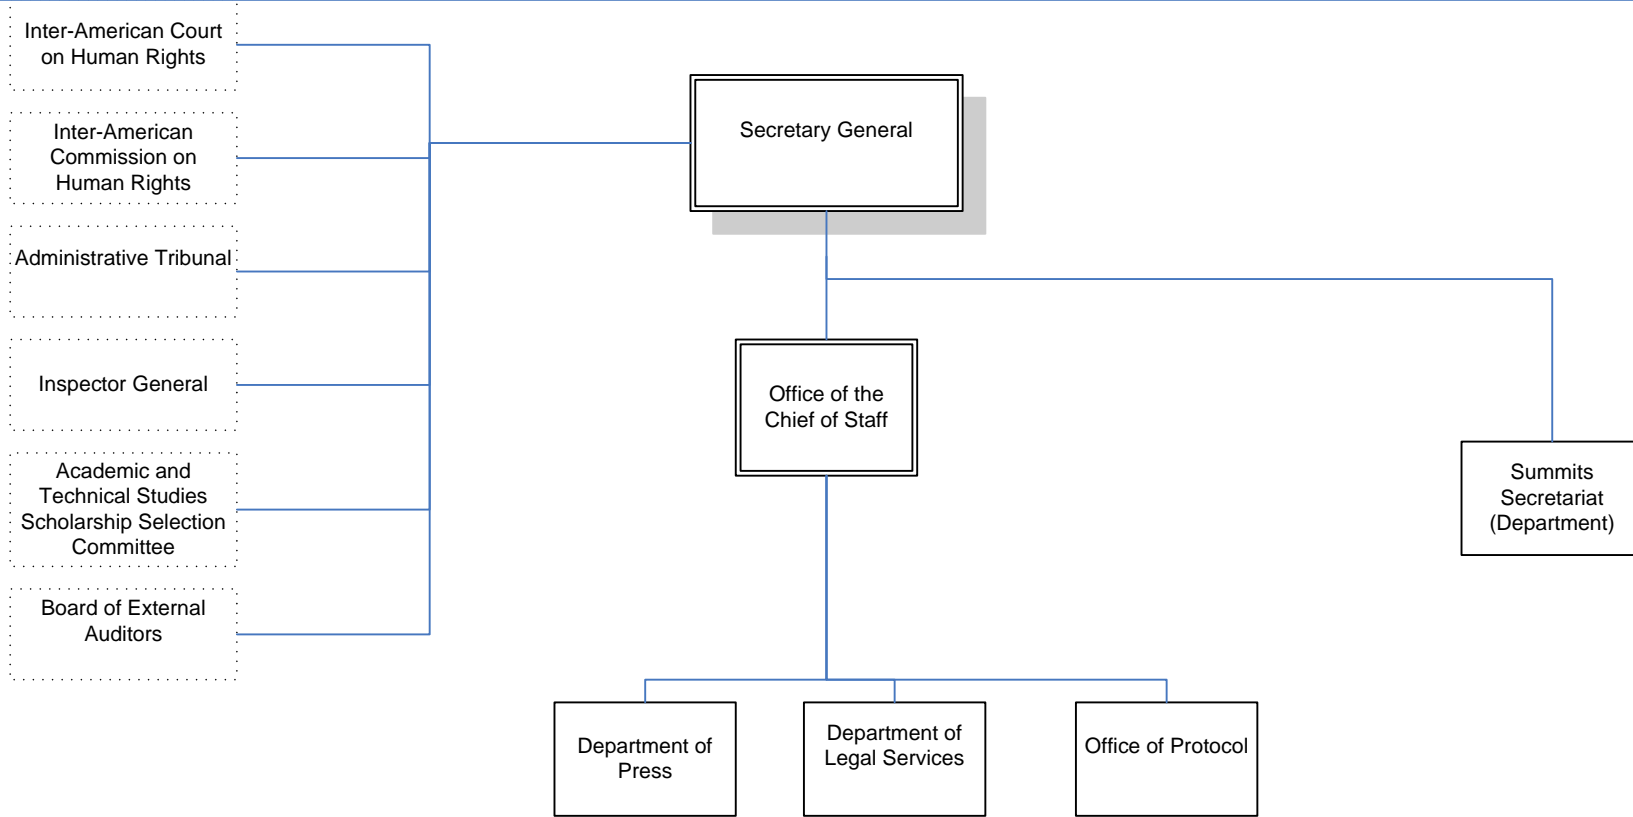 Inter-American Court
on Human Rights
Inter-American
Commission on
Human Rights
Administrative Tribunal
Inspector General
Academic and
Technical Studies
Scholarship Selection
Committee
Board of External
Auditors
Secretary General
Office of the
Chief of Staff
Summits
Secretariat
(Department)
Department of
Press
Department of
Legal Services
Office of Protocol